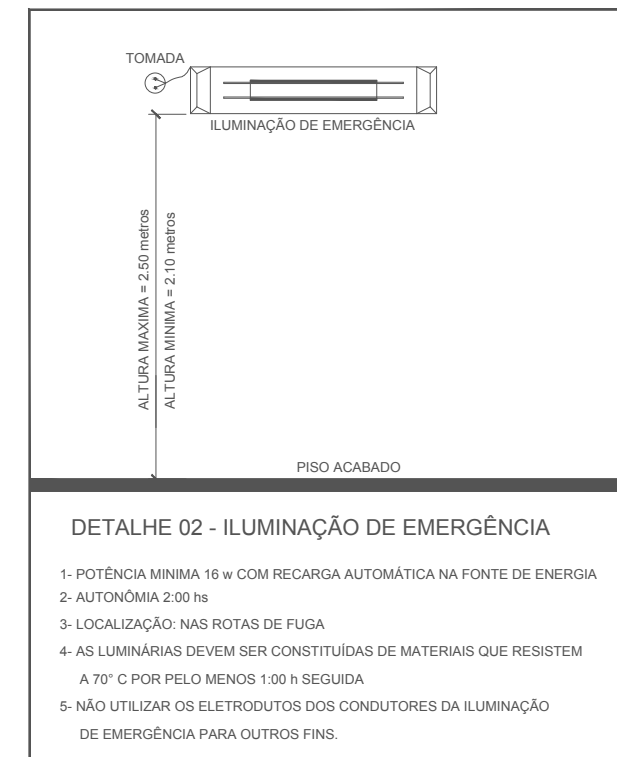 TOMADA
ILUMINAÇÃO DE EMERGÊNCIA
ALTURA MAXIMA = 2.50 metros
ALTURA MINIMA = 2.10 metros
PISO ACABADO
DETALHE 02 - ILUMINAÇÃO DE EMERGÊNCIA
1- POTÊNCIA MINIMA 16 w COM RECARGA AUTOMÁTICA NA FONTE DE ENERGIA
2- AUTONÔMIA 2:00 hs
3- LOCALIZAÇÃO: NAS ROTAS DE FUGA
4- AS LUMINÁRIAS DEVEM SER CONSTITUÍDAS DE MATERIAIS QUE RESISTEM
A 70° C POR PELO MENOS 1:00 h SEGUIDA
5- NÃO UTILIZAR OS ELETRODUTOS DOS CONDUTORES DA ILUMINAÇÃO
DE EMERGÊNCIA PARA OUTROS FINS.